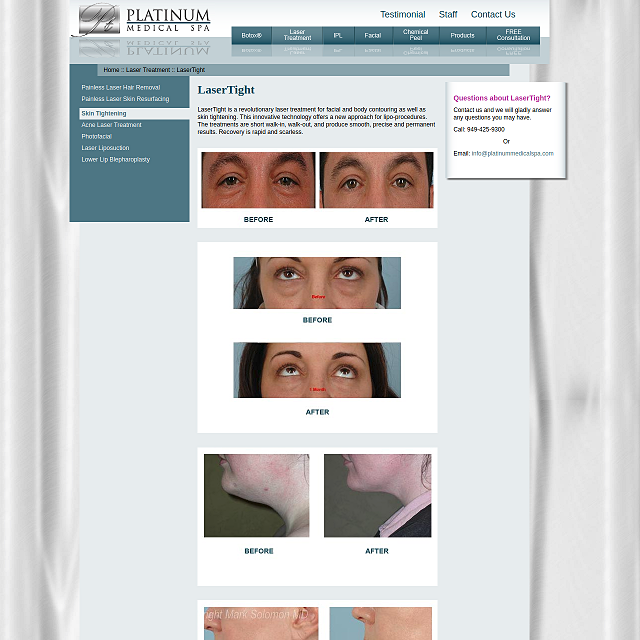 PLATINUM
MEDICAL SPA
Testimonial Staff Contact Us
Botox® Laser Treatment IPL Facial Chemical Peel Products FREE Consultation
Home :: Laser Treatment :: LaserTight
Painless Laser Hair Removal
Painless Laser Skin Resurfacing
Skin Tightening
Acne Laser Treatment
Photofacial
Laser Liposuction
Lower Lip Blepharoplasty
LaserTight
LaserTight is a revolutionary laser treatment for facial and body contouring as well as
skin tightening. This innovative technology offers a new approach for lipo-procedures.
The treatments are short walk-in, walk-out, and produce smooth, precise and permanent
results. Recovery is rapid and scarless.
BEFORE AFTER
Before
BEFORE
1 Month
AFTER
BEFORE AFTER
right Mark Solomon MD
Questions about LaserTight?
Contact us and we will gladly answer
any questions you may have.
Call: 949-425-9300
Or
Email: info@platinummedicalspa.com